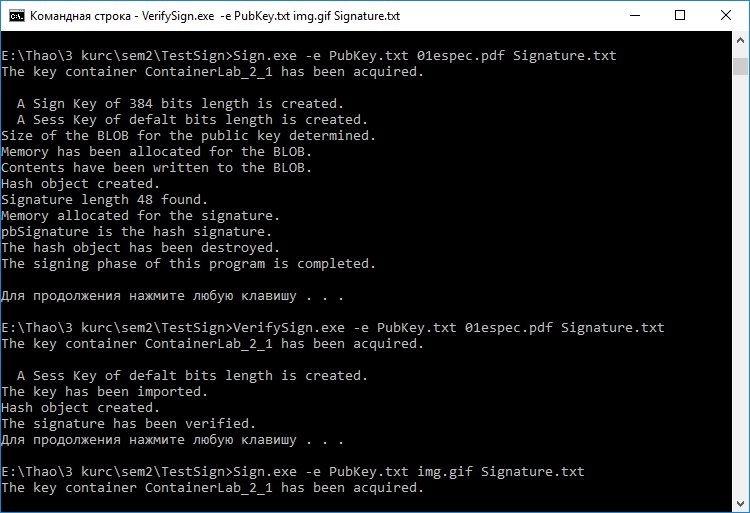 Командная строка - VerifySign.exe -e PubKey.txt img.gif Signature.txt
E:\Thao\3 kurc\sem2\TestSign>Sign.exe -e PubKey.txt 01espec.pdf Signature.txt
The key container ContainerLab_2_1 has been acquired.
A Sign Key of 384 bits length is created.
A Sess Key of defalt bits length is created.
Size of the BLOB for the public key determined.
Memory has been allocated for the BLOB.
Contents have been written to the BLOB.
Hash object created.
Signature length 48 found.
Memory allocated for the signature.
pbSignature is the hash signature.
The hash object has been destroyed.
The signing phase of this program is completed.
Для продолжения нажмите любую клавишу . . .
E:\Thao\3 kurc\sem2\TestSign>VerifySign.exe -e PubKey.txt 01espec.pdf Signature.txt
The key container ContainerLab_2_1 has been acquired.
A Sess Key of defalt bits length is created.
The key has been imported.
Hash object created.
The signature has been verified.
Для продолжения нажмите любую клавишу . . .
E:\Thao\3 kurc\sem2\TestSign>Sign.exe -e PubKey.txt img.gif Signature.txt
The key container ContainerLab_2_1 has been acquired.